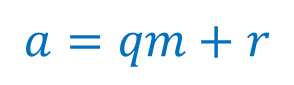 a = qm + r